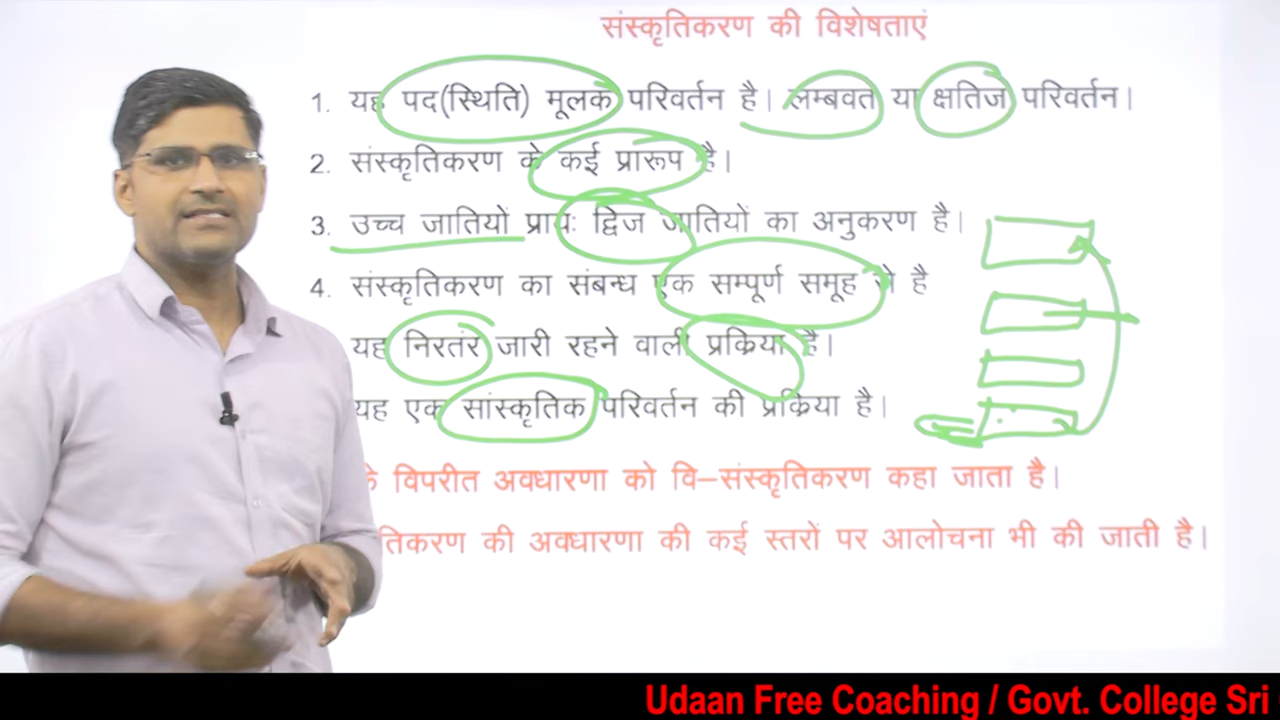 संस्कृतिकरण की विशेषताएं
1. यह पद(स्थिति) मूलक परिवर्तन है। लम्बवत या क्षतिज परिवर्तन।
2. संस्कृतिकरण के कई प्रारूप है।
3. उच्च जातियों प्रायः द्विज जातियों का अनुकरण है।
4. संस्कृतिकरण का संबन्ध एक सम्पूर्ण समूह से है
यह निरतंर जारी रहने वाली प्रक्रिया है।
यह एक सांस्कृतिक परिवर्तन की प्रक्रिया है।
के विपरीत अवधारणा को वि–संस्कृतिकरण कहा जाता है।
तिकरण की अवधारणा की कई स्तरों पर आलोचना भी की जाती है।
Udaan Free Coaching / Govt. College Sri